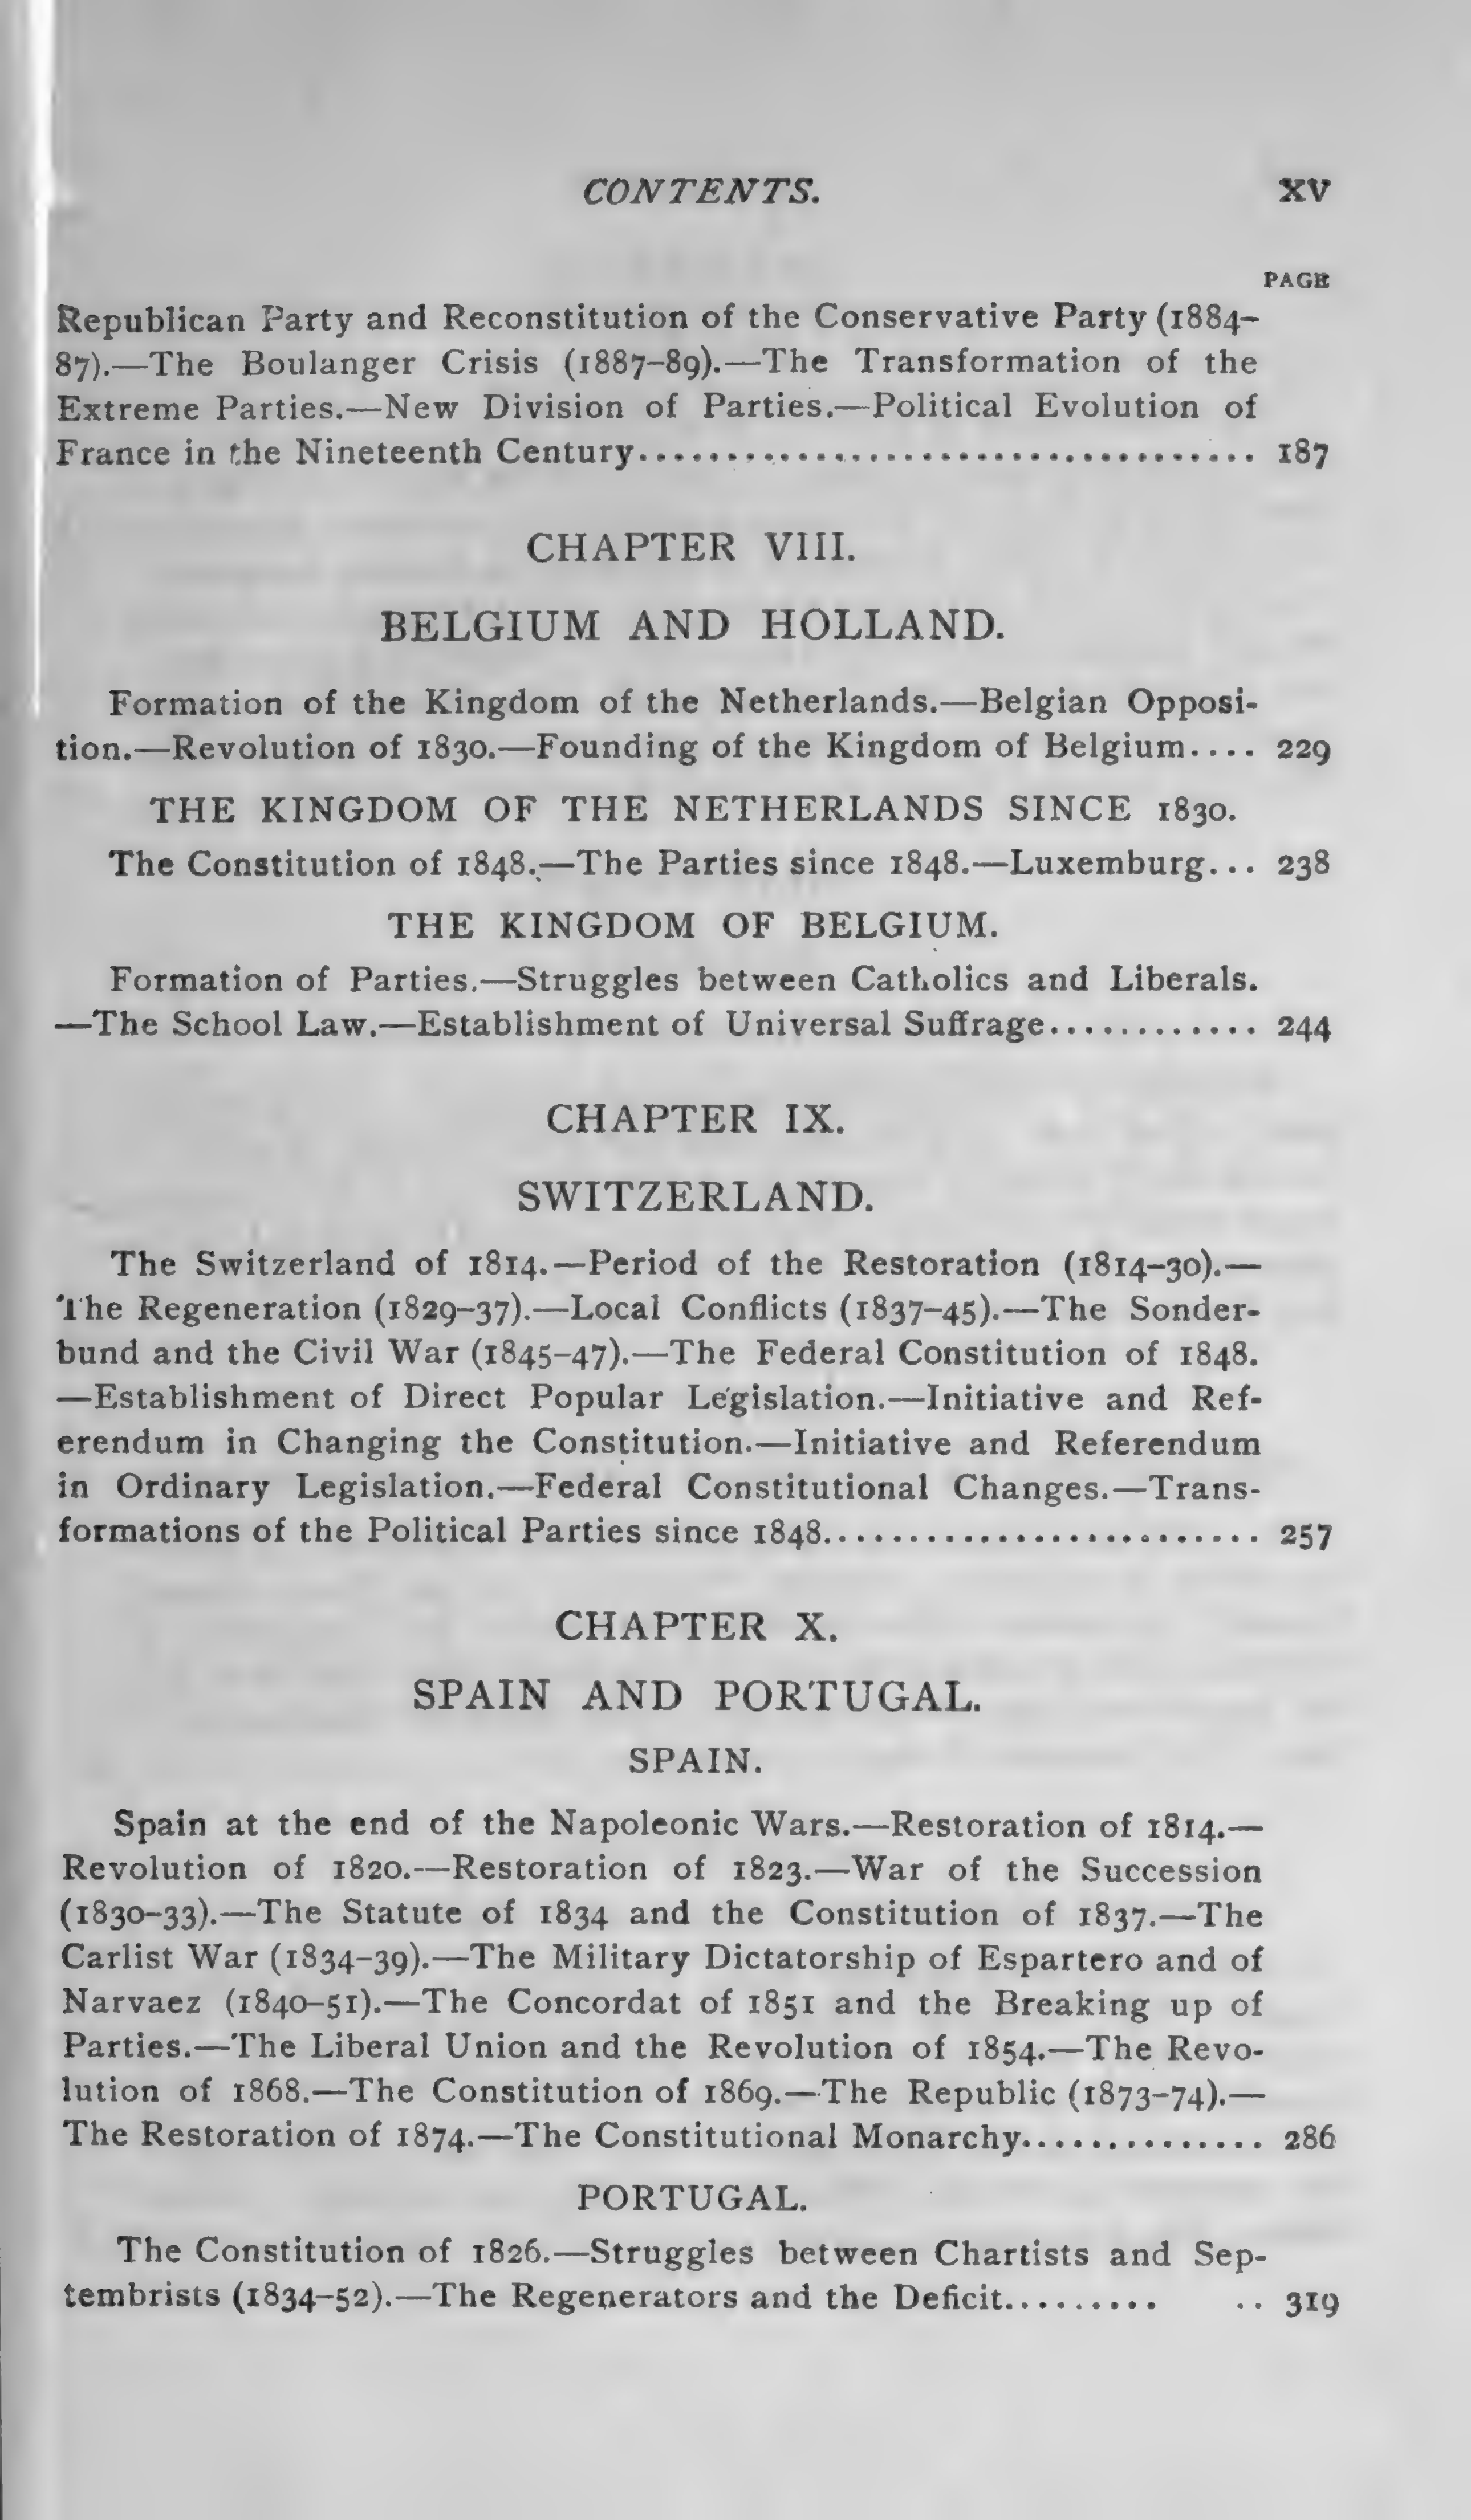 CONTENTS. XV
PAGE
Republican Party and Reconstitution of the Conservative Party (1884–
87).—The Boulanger Crisis (1887–89).—The Transformation of the
Extreme Parties.—New Division of Parties.—Political Evolution of
France in the Nineteenth Century................................... 187
CHAPTER VIII.
BELGIUM AND HOLLAND.
Formation of the Kingdom of the Netherlands.—Belgian Opposi-
tion.—Revolution of 1830.—Founding of the Kingdom of Belgium.... 229
THE KINGDOM OF THE NETHERLANDS SINCE 1830.
The Constitution of 1848.—The Parties since 1848.—Luxemburg... 238
THE KINGDOM OF BELGIUM.
Formation of Parties.—Struggles between Catholics and Liberals.
—The School Law.—Establishment of Universal Suffrage............ 244
CHAPTER IX.
SWITZERLAND.
The Switzerland of 1814.—Period of the Restoration (1814–30).—
The Regeneration (1829–37).—Local Conflicts (1837–45).—The Sonder-
bund and the Civil War (1845–47).—The Federal Constitution of 1848.
—Establishment of Direct Popular Legislation.—Initiative and Ref-
erendum in Changing the Constitution.—Initiative and Referendum
in Ordinary Legislation.—Federal Constitutional Changes.—Trans-
formations of the Political Parties since 1848......................... 257
CHAPTER X.
SPAIN AND PORTUGAL.
SPAIN.
Spain at the end of the Napoleonic Wars.—Restoration of 1814.—
Revolution of 1820.—Restoration of 1823.—War of the Succession
(1830–33).—The Statute of 1834 and the Constitution of 1837.—The
Carlist War (1834–39).—The Military Dictatorship of Espartero and of
Narvaez (1840–51).—The Concordat of 1851 and the Breaking up of
Parties.—The Liberal Union and the Revolution of 1854.—The Revo-
lution of 1868.—The Constitution of 1869.—The Republic (1873–74).—
The Restoration of 1874.—The Constitutional Monarchy.............. 286
PORTUGAL.
The Constitution of 1826.—Struggles between Chartists and Sep-
tembrists (1834–52).—The Regenerators and the Deficit......... .. 319